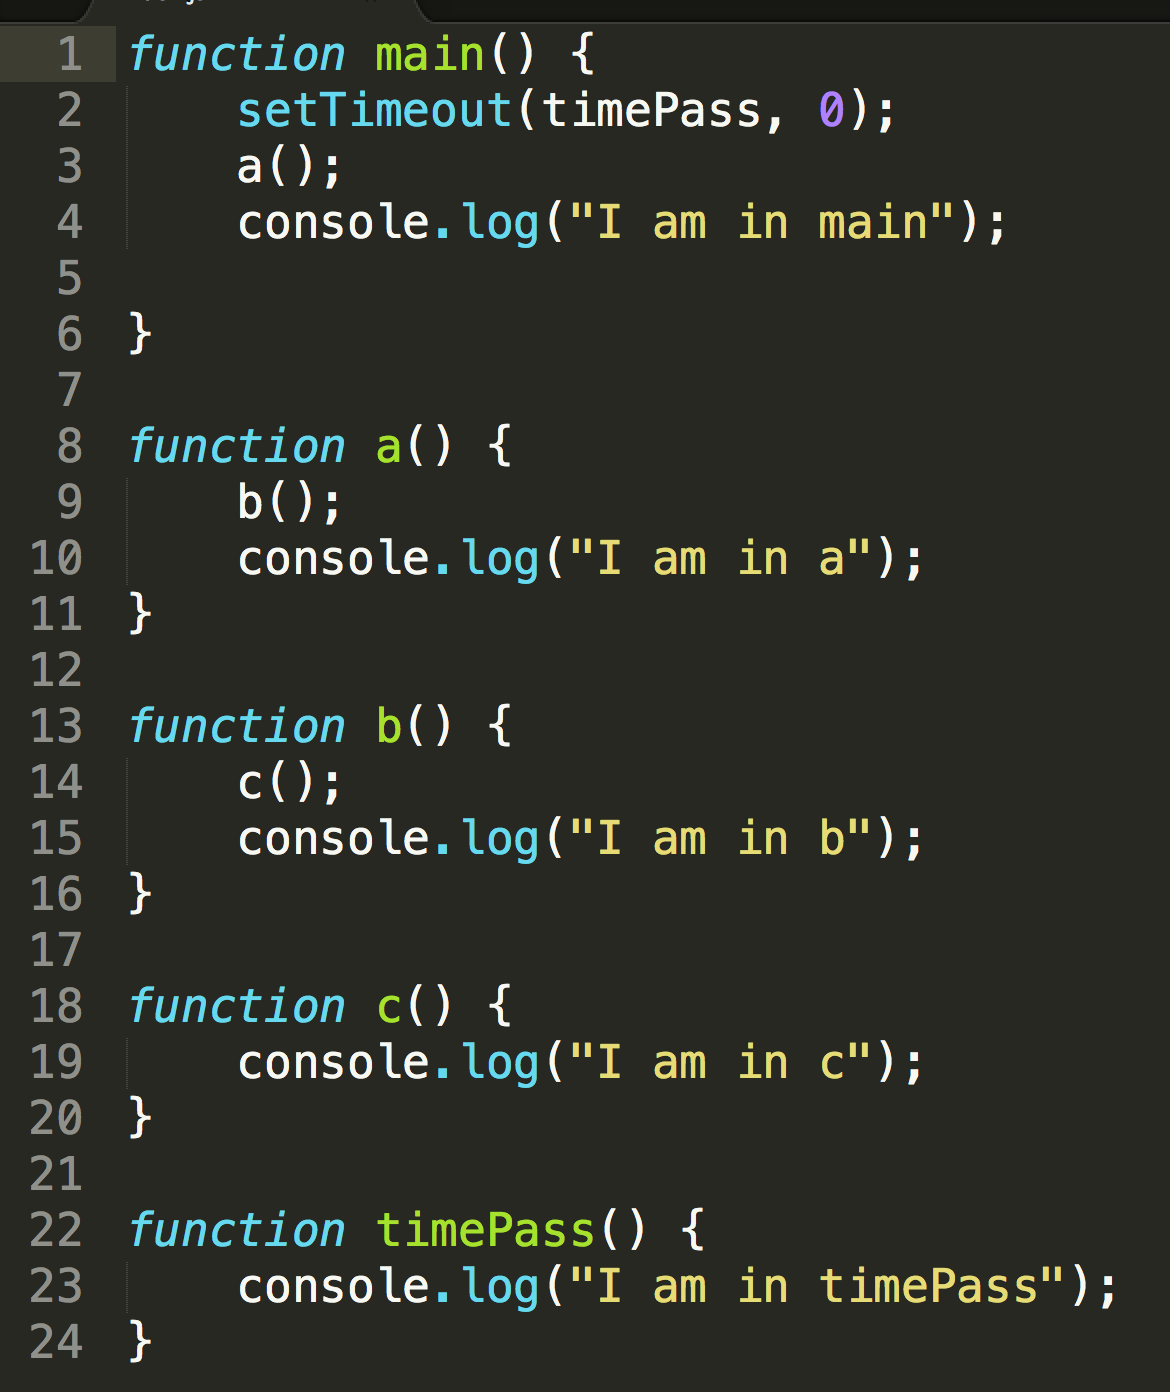 1 function main() {
2     setTimeout(timePass, 0);
3     a();
4     console.log("I am in main");
5
6 }
7
8 function a() {
9     b();
10     console.log("I am in a");
11 }
12
13 function b() {
14     c();
15     console.log("I am in b");
16 }
17
18 function c() {
19     console.log("I am in c");
20 }
21
22 function timePass() {
23     console.log("I am in timePass");
24 }